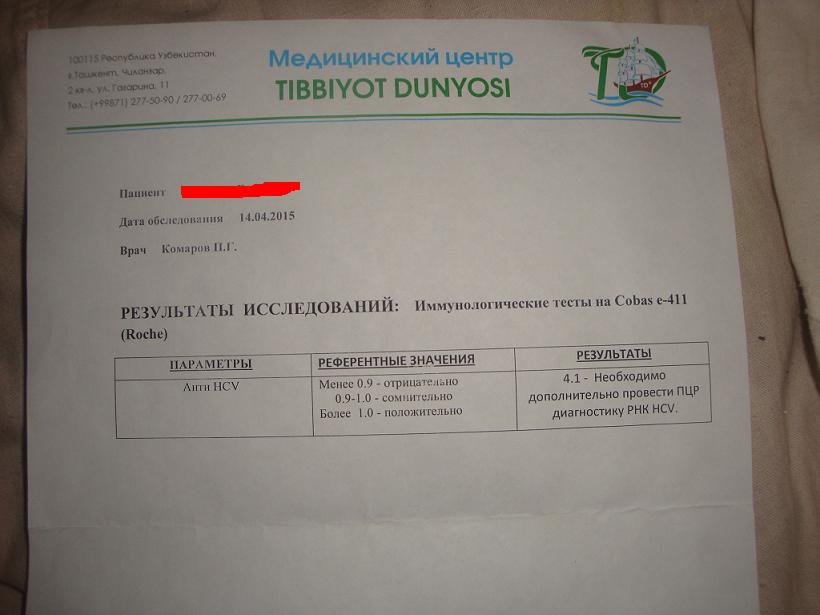 100115 Республика Узбекистан,
г.Ташкент, Чиланзар,
2 кв-л, ул. Гагарина, 11
Тел.: (+99871) 277-50-90 / 277-00-69
Медицинский центр
TIBBIYOT DUNYOSI
TD
Пациент
Дата обследования 14.04.2015
Врач Комаров П.Г.
РЕЗУЛЬТАТЫ ИССЛЕДОВАНИЙ: Иммунологические тесты на Cobas e-411
(Roche)
ПАРАМЕТРЫ
РЕФЕРЕНТНЫЕ ЗНАЧЕНИЯ
РЕЗУЛЬТАТЫ
Анти HCV
Менее 0.9 - отрицательно
0.9-1.0 - сомнительно
Более 1.0 - положительно
4.1 - Необходимо
дополнительно провести ПЦР
диагностику РНК HCV.